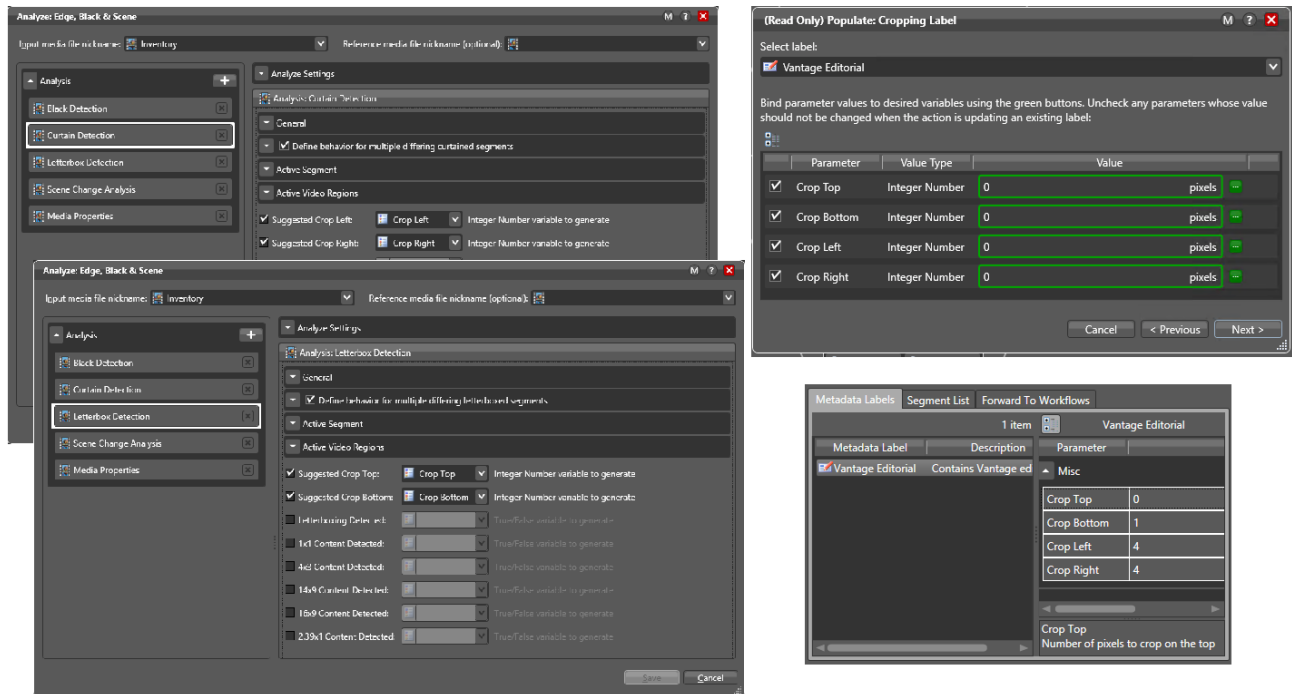 Analyze: Edge, Black & Scene
M ?
Input media file nickname: Inventory
Reference media file nickname (optional):
Analysis
Black Detection
Curtain Detection
Letterbox Detection
Scene Change Analysis
Media Properties
Analyze Settings
Analysis: Curtain Detection
General
Define behavior for multiple differing curtained segments
Active Segment
Active Video Regions
Suggested Crop Left: Crop Left Integer Number variable to generate
Suggested Crop Right: Crop Right Integer Number variable to generate
Analyze: Edge, Black & Scene
M ?
Input media file nickname: Inventory
Reference media file nickname (optional):
Analysis
Black Detection
Curtain Detection
Letterbox Detection
Scene Change Analysis
Media Properties
Analyze Settings
Analysis: Letterbox Detection
General
Define behavior for multiple differing letterboxed segments
Active Segment
Active Video Regions
Suggested Crop Top: Crop Top Integer Number variable to generate
Suggested Crop Bottom: Crop Bottom Integer Number variable to generate
Letterboxing Detected: True/False variable to generate
1x1 Content Detected: True/False variable to generate
4x3 Content Detected: True/False variable to generate
14x9 Content Detected: True/False variable to generate
16x9 Content Detected: True/False variable to generate
2.39x1 Content Detected: True/False variable to generate
Save Cancel
(Read Only) Populate: Cropping Label
M ? X
Select label:
Vantage Editorial
Bind parameter values to desired variables using the green buttons. Uncheck any parameters whose value
should not be changed when the action is updating an existing label:
Parameter Value Type Value
Crop Top Integer Number 0 pixels
Crop Bottom Integer Number 0 pixels
Crop Left Integer Number 0 pixels
Crop Right Integer Number 0 pixels
Cancel < Previous Next >
Metadata Labels Segment List Forward To Workflows
1 item Vantage Editorial
Metadata Label Description Parameter
Vantage Editorial Contains Vantage ed
Misc
Crop Top 0
Crop Bottom 1
Crop Left 4
Crop Right 4
Crop Top
Number of pixels to crop on the top